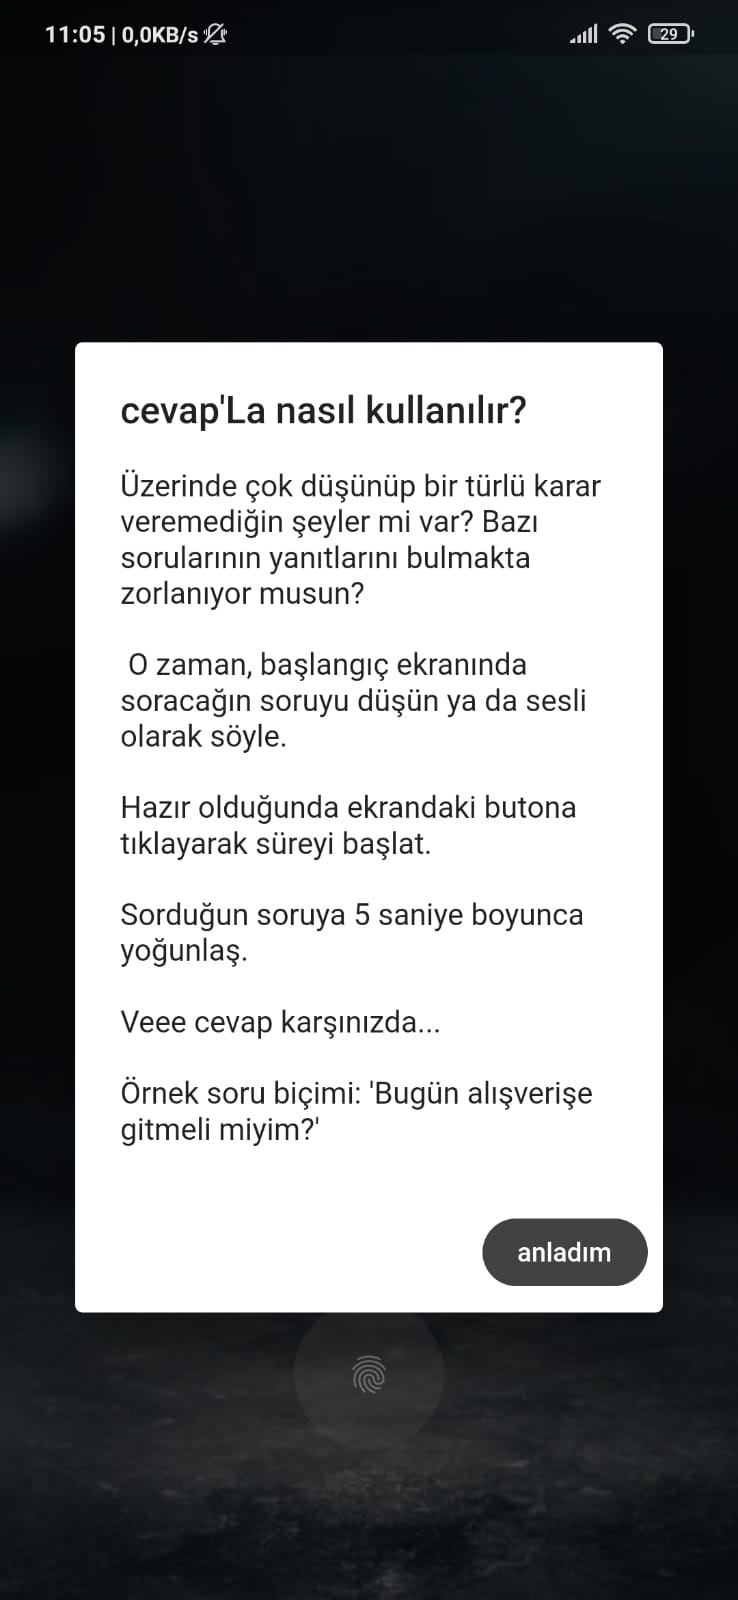 11:05 | 0,0KB/s
29
cevap'La nasıl kullanılır?
Üzerinde çok düşünüp bir türlü karar
veremediğin şeyler mi var? Bazı
sorularının yanıtlarını bulmakta
zorlanıyor musun?
O zaman, başlangıç ekranında
soracağın soruyu düşün ya da sesli
olarak söyle.
Hazır olduğunda ekrandaki butona
tıklayarak süreyi başlat.
Sorduğun soruya 5 saniye boyunca
yoğunlaş.
Veee cevap karşınızda...
Örnek soru biçimi: 'Bugün alışverişe
gitmeli miyim?'
anladım